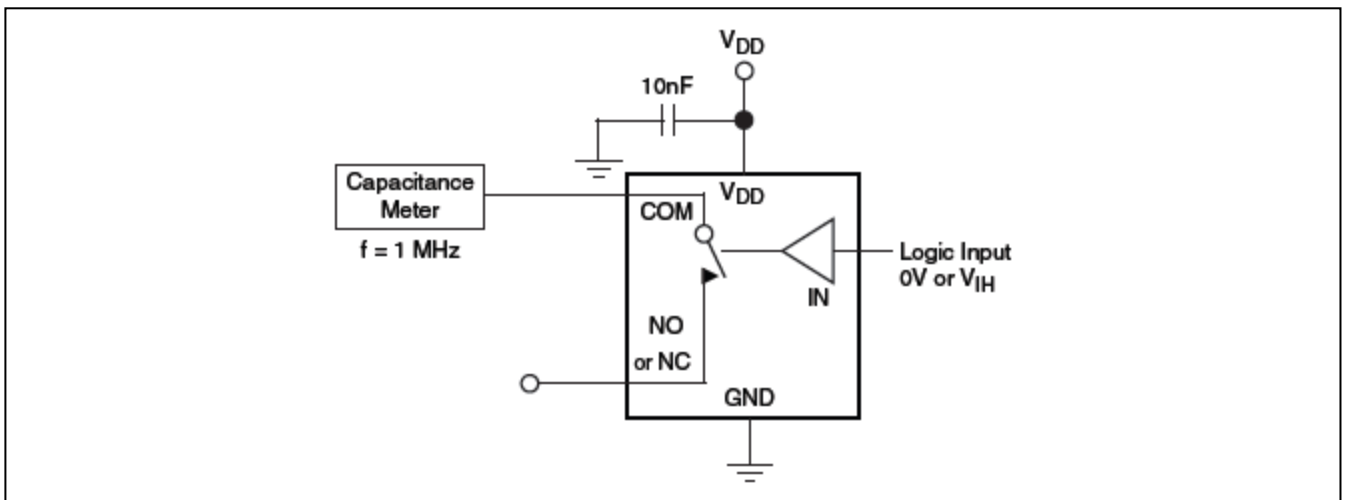 VDD
10nF
Capacitance
Meter
f = 1 MHz
VDD
COM
Logic Input
0V or VIH
IN
NO
or NC
GND